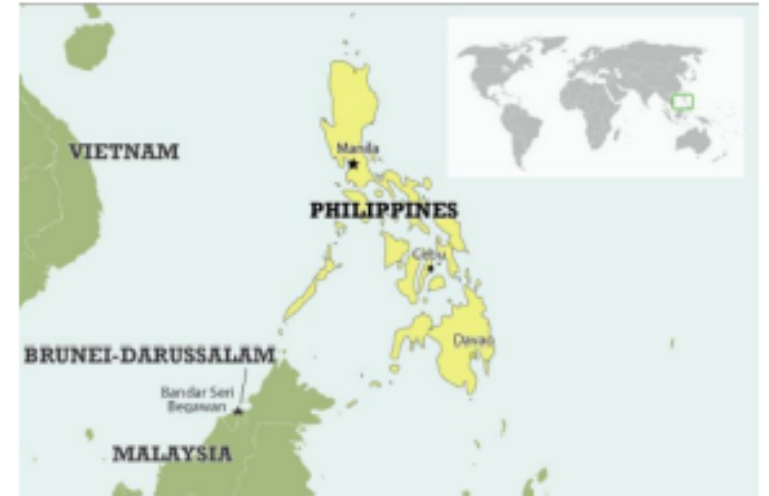 Manila
VIETNAM
PHILIPPINES
Cebu
Davao
BRUNEI-DARUSSALAM
Bandar Seri
Begawan
MALAYSIA